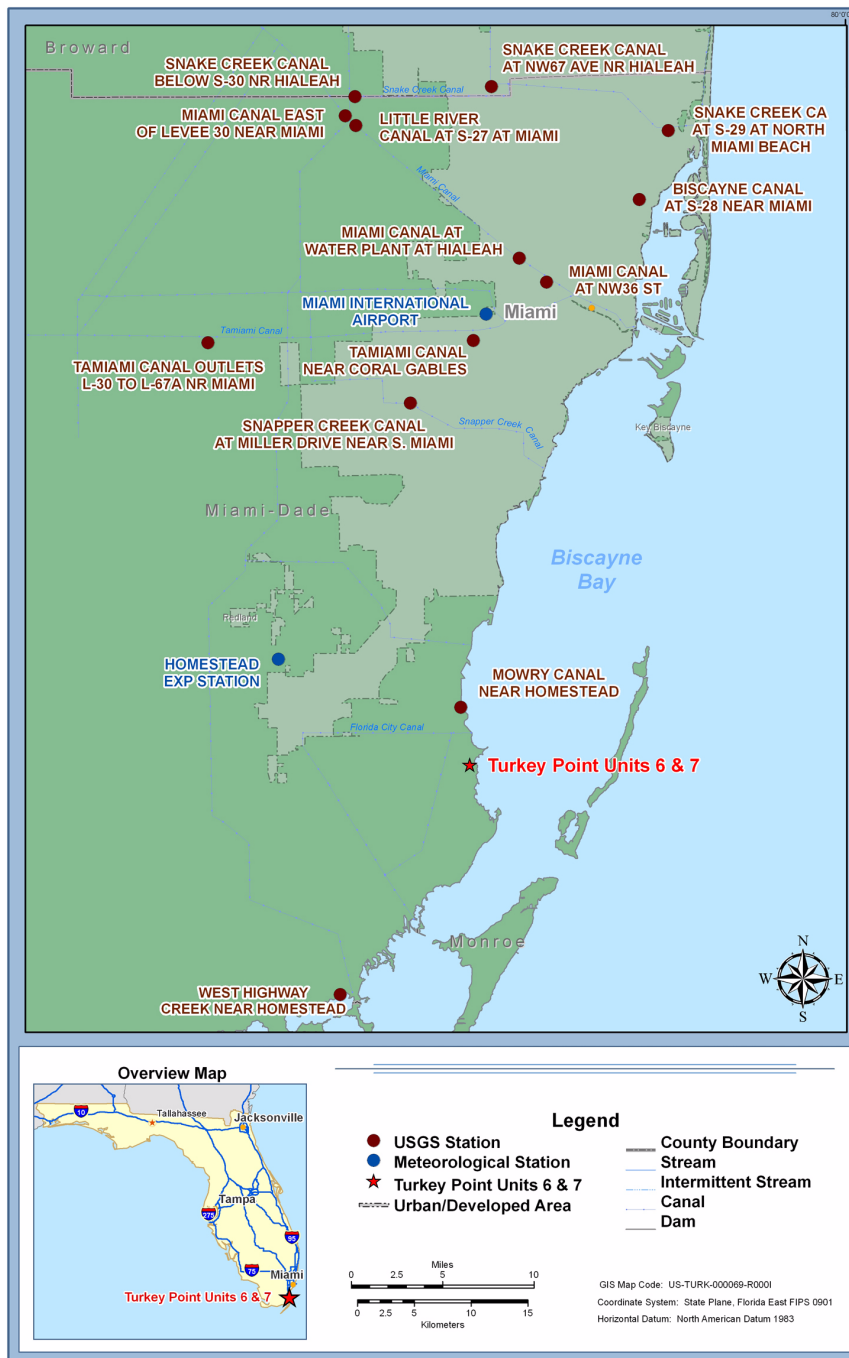 80°0'
Broward
SNAKE CREEK CANAL
BELOW S-30 NR HIALEAH
SNAKE CREEK CANAL
AT NW67 AVE NR HIALEAH
Snake Creek Canal
MIAMI CANAL EAST
OF LEVEE 30 NEAR MIAMI
LITTLE RIVER
CANAL AT S-27 AT MIAMI
SNAKE CREEK CA
AT S-29 AT NORTH
MIAMI BEACH
Miami Canal
BISCAYNE CANAL
AT S-28 NEAR MIAMI
MIAMI CANAL AT
WATER PLANT AT HIALEAH
MIAMI CANAL
AT NW36 ST
MIAMI INTERNATIONAL
AIRPORT
Miami
Tamiami Canal
TAMIAMI CANAL OUTLETS
L-30 TO L-67A NR MIAMI
TAMIAMI CANAL
NEAR CORAL GABLES
SNAPPER CREEK CANAL
AT MILLER DRIVE NEAR S. MIAMI
Snapper Creek Canal
Key Biscayne
Miami-Dade
Biscayne
Bay
Redland
HOMESTEAD
EXP STATION
MOWRY CANAL
NEAR HOMESTEAD
Florida City Canal
Turkey Point Units 6 & 7
Monroe
WEST HIGHWAY
CREEK NEAR HOMESTEAD
N
W E
S
Overview Map
10
Tallahassee
Jacksonville
Tampa
275
95
75
Miami
Turkey Point Units 6 & 7
Legend
USGS Station
Meteorological Station
Turkey Point Units 6 & 7
Urban/Developed Area
County Boundary
Stream
Intermittent Stream
Canal
Dam
Miles
0 2.5 5 10
0 2.5 5 10 15
Kilometers
GIS Map Code: US-TURK-000069-R000I
Coordinate System: State Plane, Florida East FIPS 0901
Horizontal Datum: North American Datum 1983